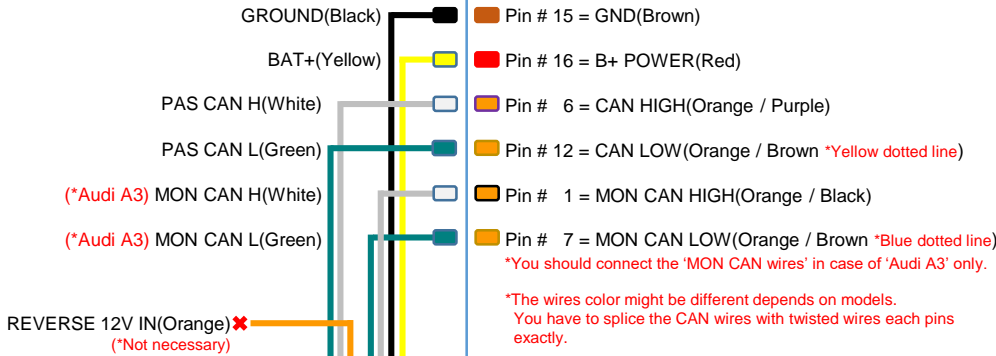 GROUND(Black) Pin # 15 = GND(Brown)
BAT+(Yellow) Pin # 16 = B+ POWER(Red)
PAS CAN H(White) Pin # 6 = CAN HIGH(Orange / Purple)
PAS CAN L(Green) Pin # 12 = CAN LOW(Orange / Brown *Yellow dotted line)
(*Audi A3) MON CAN H(White) Pin # 1 = MON CAN HIGH(Orange / Black)
(*Audi A3) MON CAN L(Green) Pin # 7 = MON CAN LOW(Orange / Brown *Blue dotted line)
*You should connect the ‘MON CAN wires’ in case of ‘Audi A3’ only.
*The wires color might be different depends on models.
You have to splice the CAN wires with twisted wires each pins
exactly.
REVERSE 12V IN(Orange)
(*Not necessary)